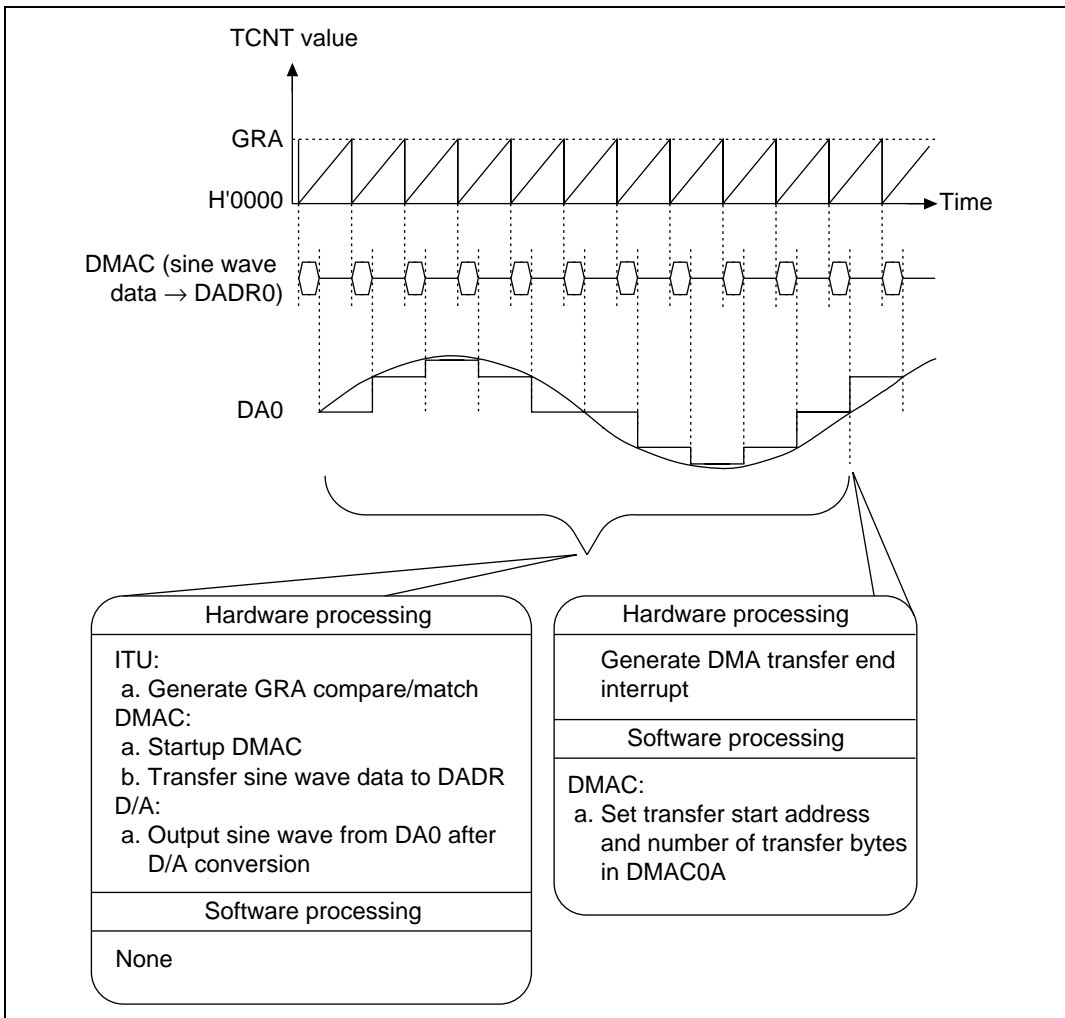 TCNT value
GRA
H'0000
Time
DMAC (sine wave
data → DADR0)
DA0
Hardware processing
ITU:
a. Generate GRA compare/match
DMAC:
a. Startup DMAC
b. Transfer sine wave data to DADR
D/A:
a. Output sine wave from DA0 after
D/A conversion
Software processing
None
Hardware processing
Generate DMA transfer end
interrupt
Software processing
DMAC:
a. Set transfer start address
and number of transfer bytes
in DMAC0A